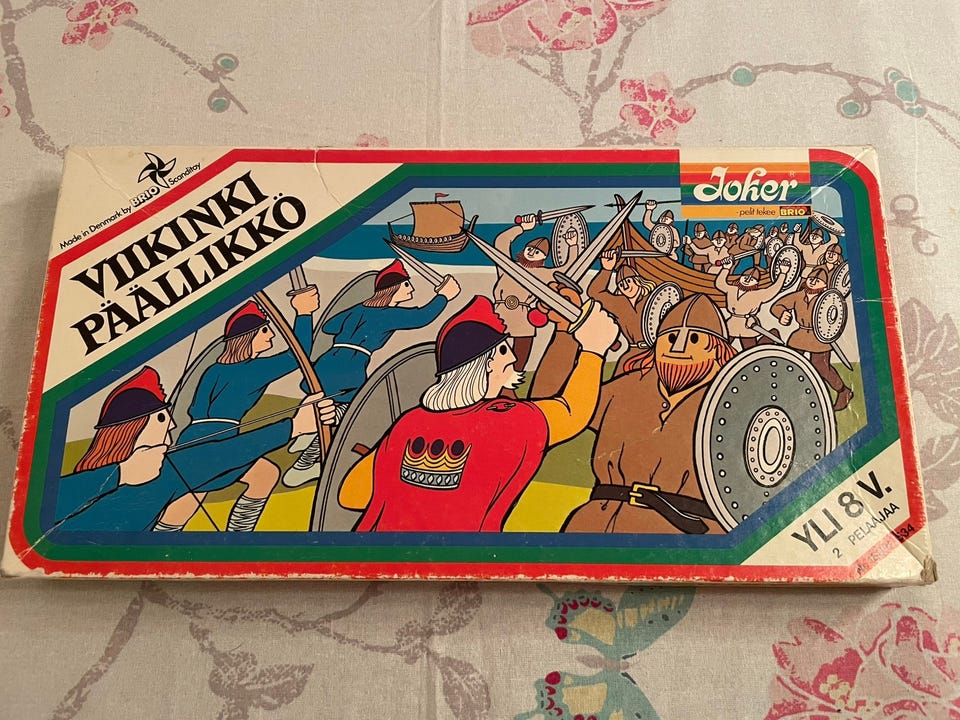 Made in Denmark by BRIO Scanditoy
VIIKINKI
PÄÄLLIKKÖ
Joker®
-pelit tekee BRIO
YLI 8 V.
2 PELAAJAA